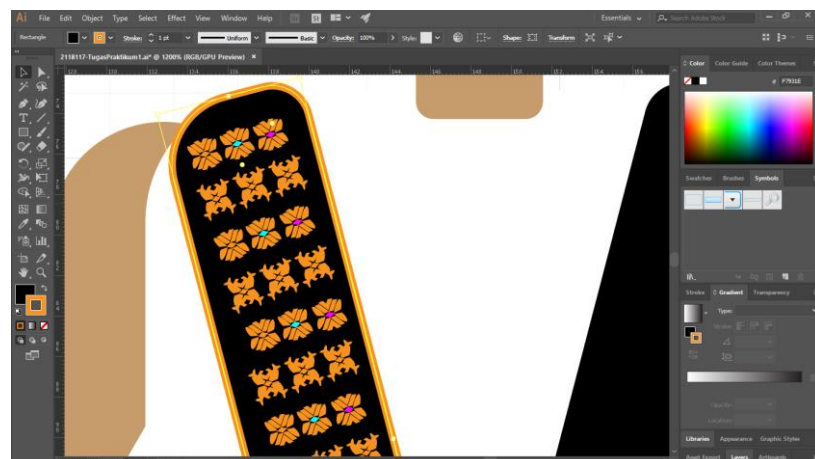 Ai File Edit Object Type Select Effect View Window Help Essentials Search Adobe Stock
Rectangle Stroke: 1 pt Uniform Basic Opacity: 100% Style: Shape: Transform
2118117-TugasPraktikum1.ai* @ 1200% (RGB/GPU Preview) ×
Color Color Guide Color Themes
# F7931E
Swatches Brushes Symbols
Stroke Gradient Transparency
Type:
Stroke:
Opacity:
Location:
Libraries Appearance Graphic Styles
Asset Export Layers Artboards